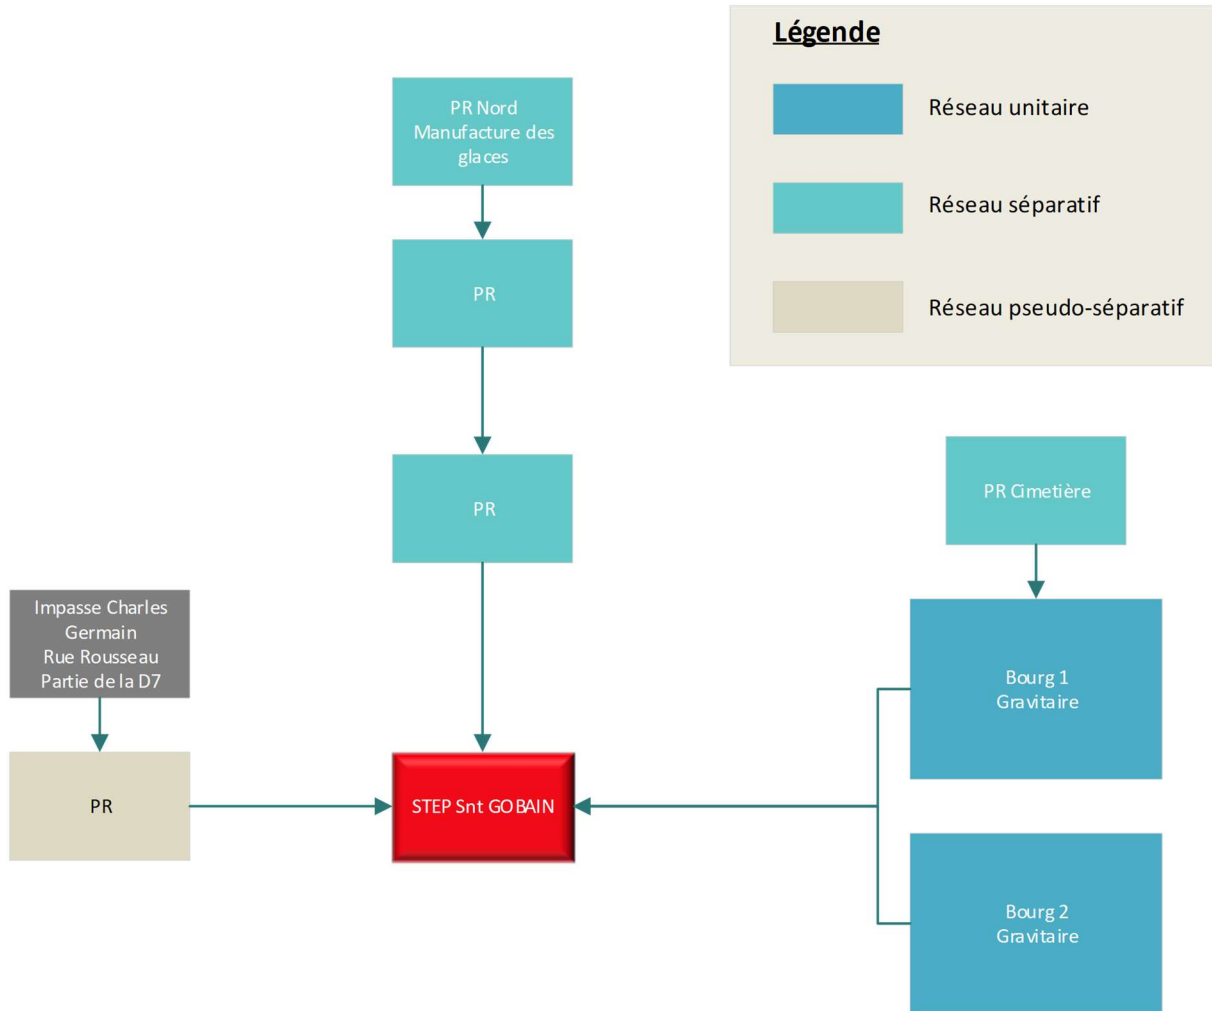 Légende
Réseau unitaire
Réseau séparatif
Réseau pseudo-séparatif
PR Nord
Manufacture des
glaces
PR
PR
PR Cimetière
Impasse Charles
Germain
Rue Rousseau
Partie de la D7
Bourg 1
Gravitaire
PR
STEP Snt GOBAIN
Bourg 2
Gravitaire